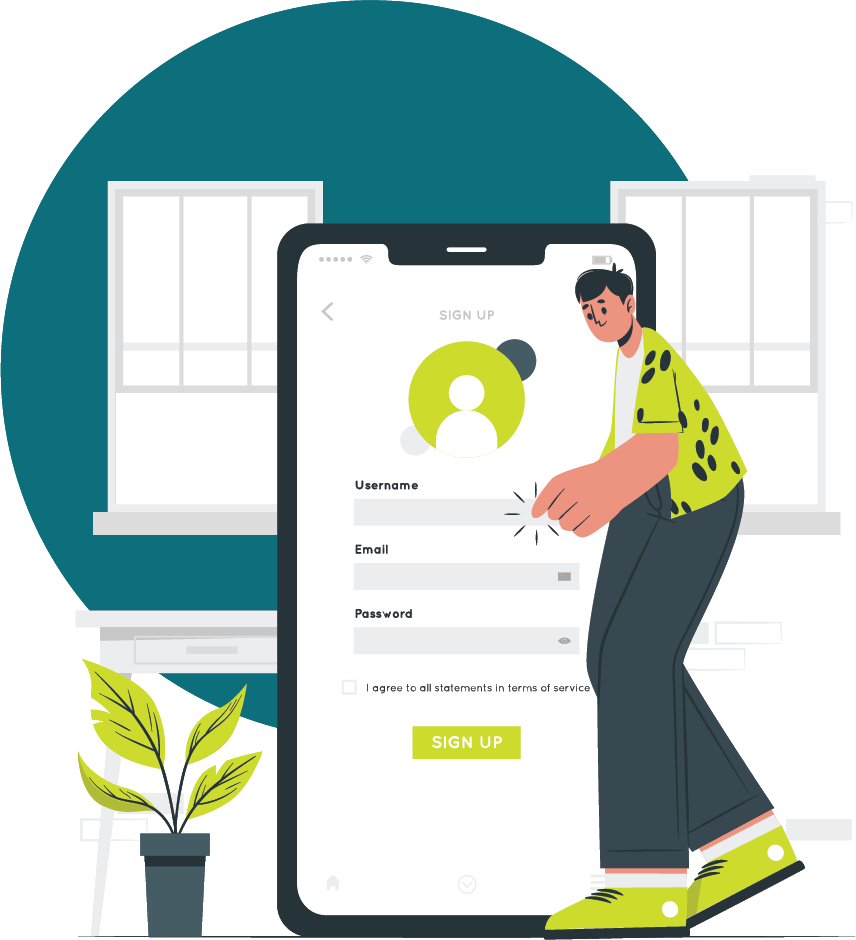 SIGN UP
Username
Email
Password
I agree to all statements in terms of service
SIGN UP